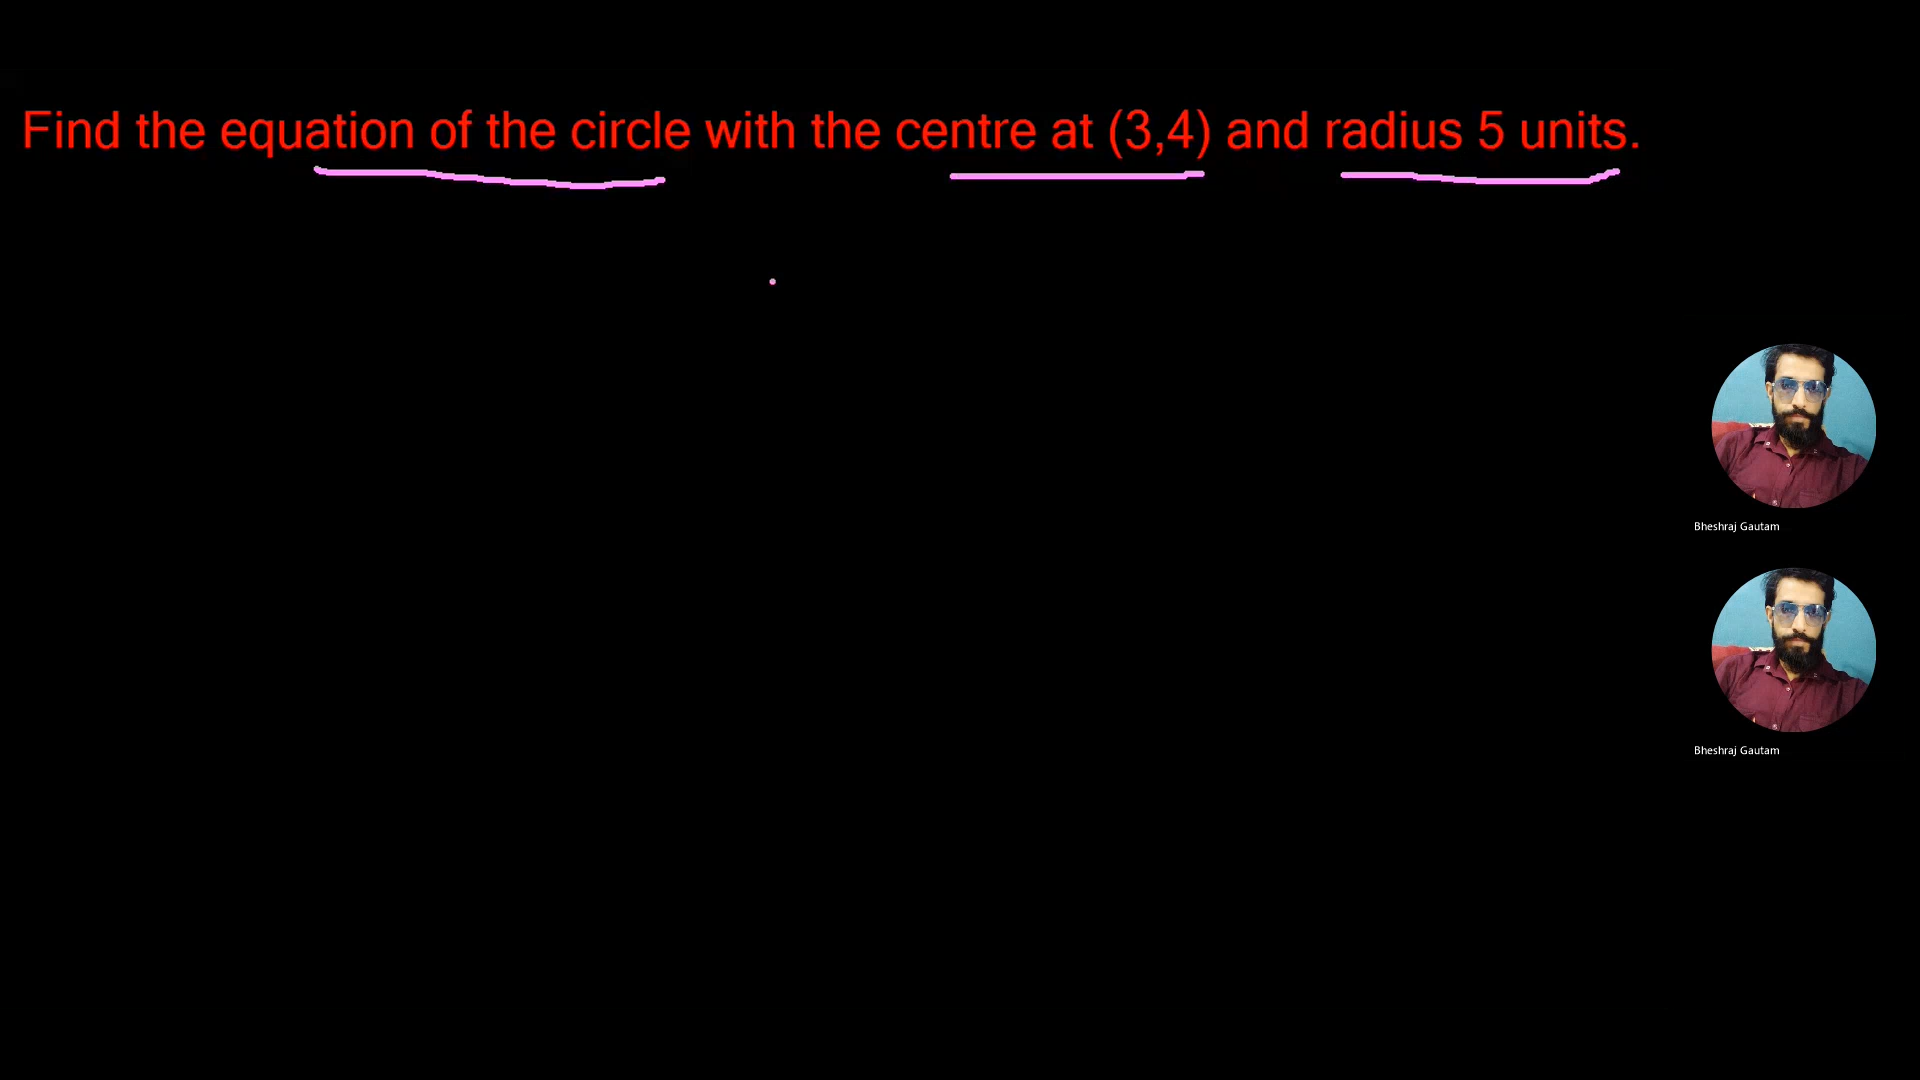 Find the equation of the circle with the centre at (3,4) and radius 5 units.
Bheshraj Gautam
Bheshraj Gautam